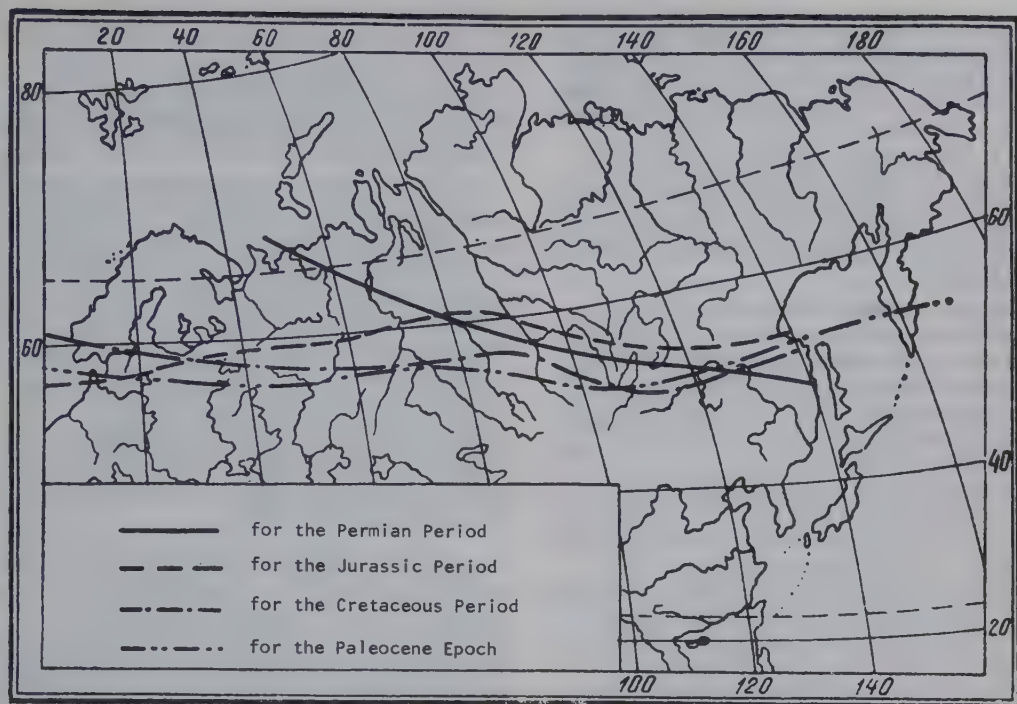 20 40 60 80 100 120 140 160 180
80
60
60
40
20
for the Permian Period
for the Jurassic Period
for the Cretaceous Period
for the Paleocene Epoch
100 120 140